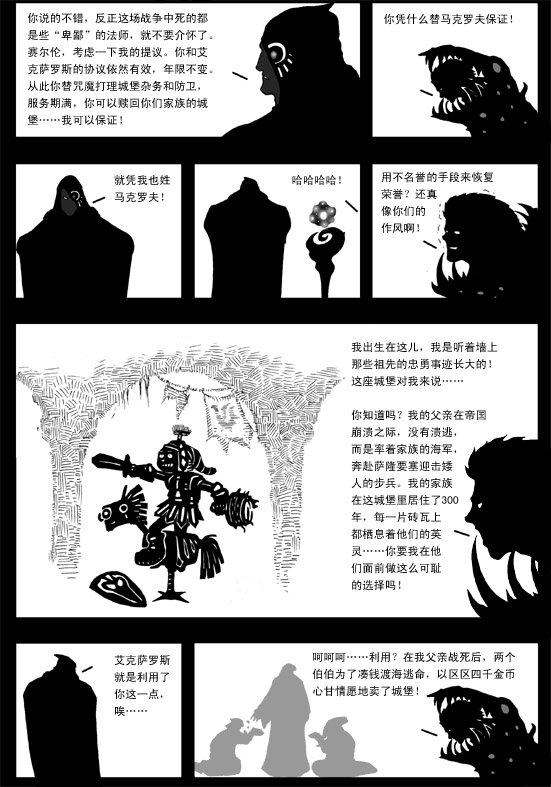 你说的不错，反正这场战争中死的都
是些“卑鄙”的法师，就不要介怀了。
赛尔伦，考虑一下我的提议。你和艾
克萨罗斯的协议依然有效，年限不变。
从此你替咒魔打理城堡杂务和防卫，
服务期满，你可以赎回你们家族的城
堡……我可以保证！
你凭什么替马克罗夫保证！
就凭我也姓
马克罗夫！
哈哈哈哈！
用不名誉的手段来恢复
荣誉？还真
像你们的
作风啊！
我出生在这儿，我是听着墙上
那些祖先的忠勇事迹长大的！
这座城堡对我来说……
你知道吗？我的父亲在帝国
崩溃之际，没有溃逃，
而是率着家族的海军，
奔赴萨隆要塞迎击矮
人的步兵。我的家族
在这城堡里居住了300
年，每一片砖瓦上
都栖息着他们的英
灵……你要我在他
们面前做这么可耻
的选择吗！
艾克萨罗斯
就是利用了
你这一点，
唉……
呵呵呵……利用？在我父亲战死后，两个
伯伯为了凑钱渡海逃命，以区区四千金币
心甘情愿地卖了城堡！